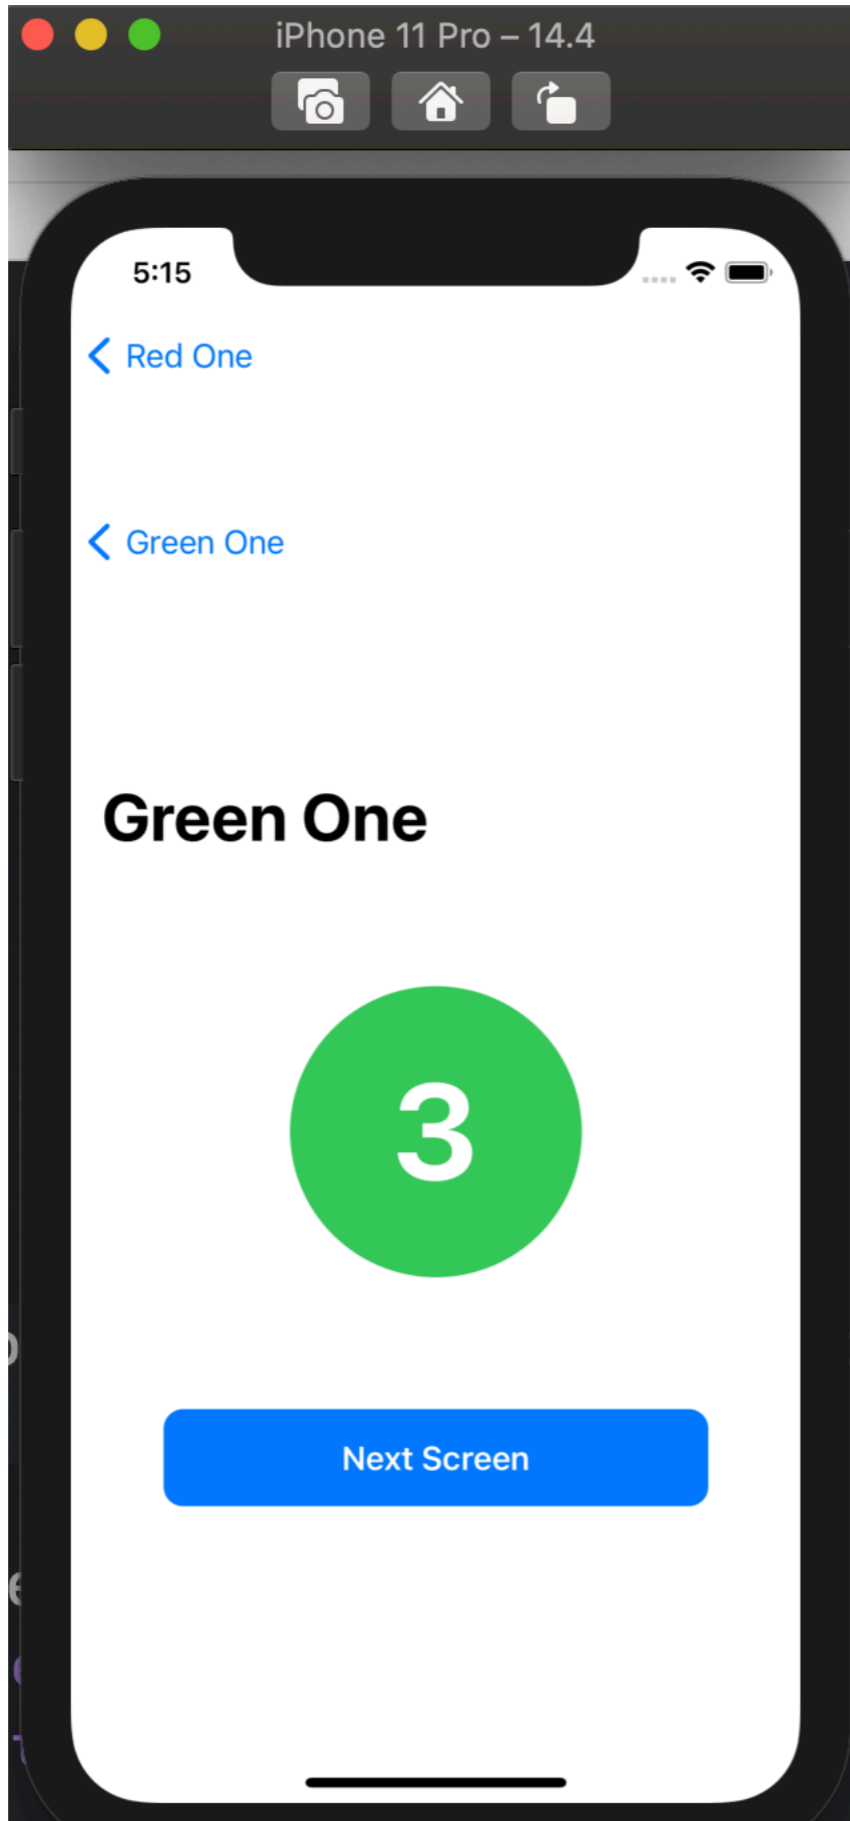 iPhone 11 Pro – 14.4
5:15
Red One
Green One
Green One
3
Next Screen